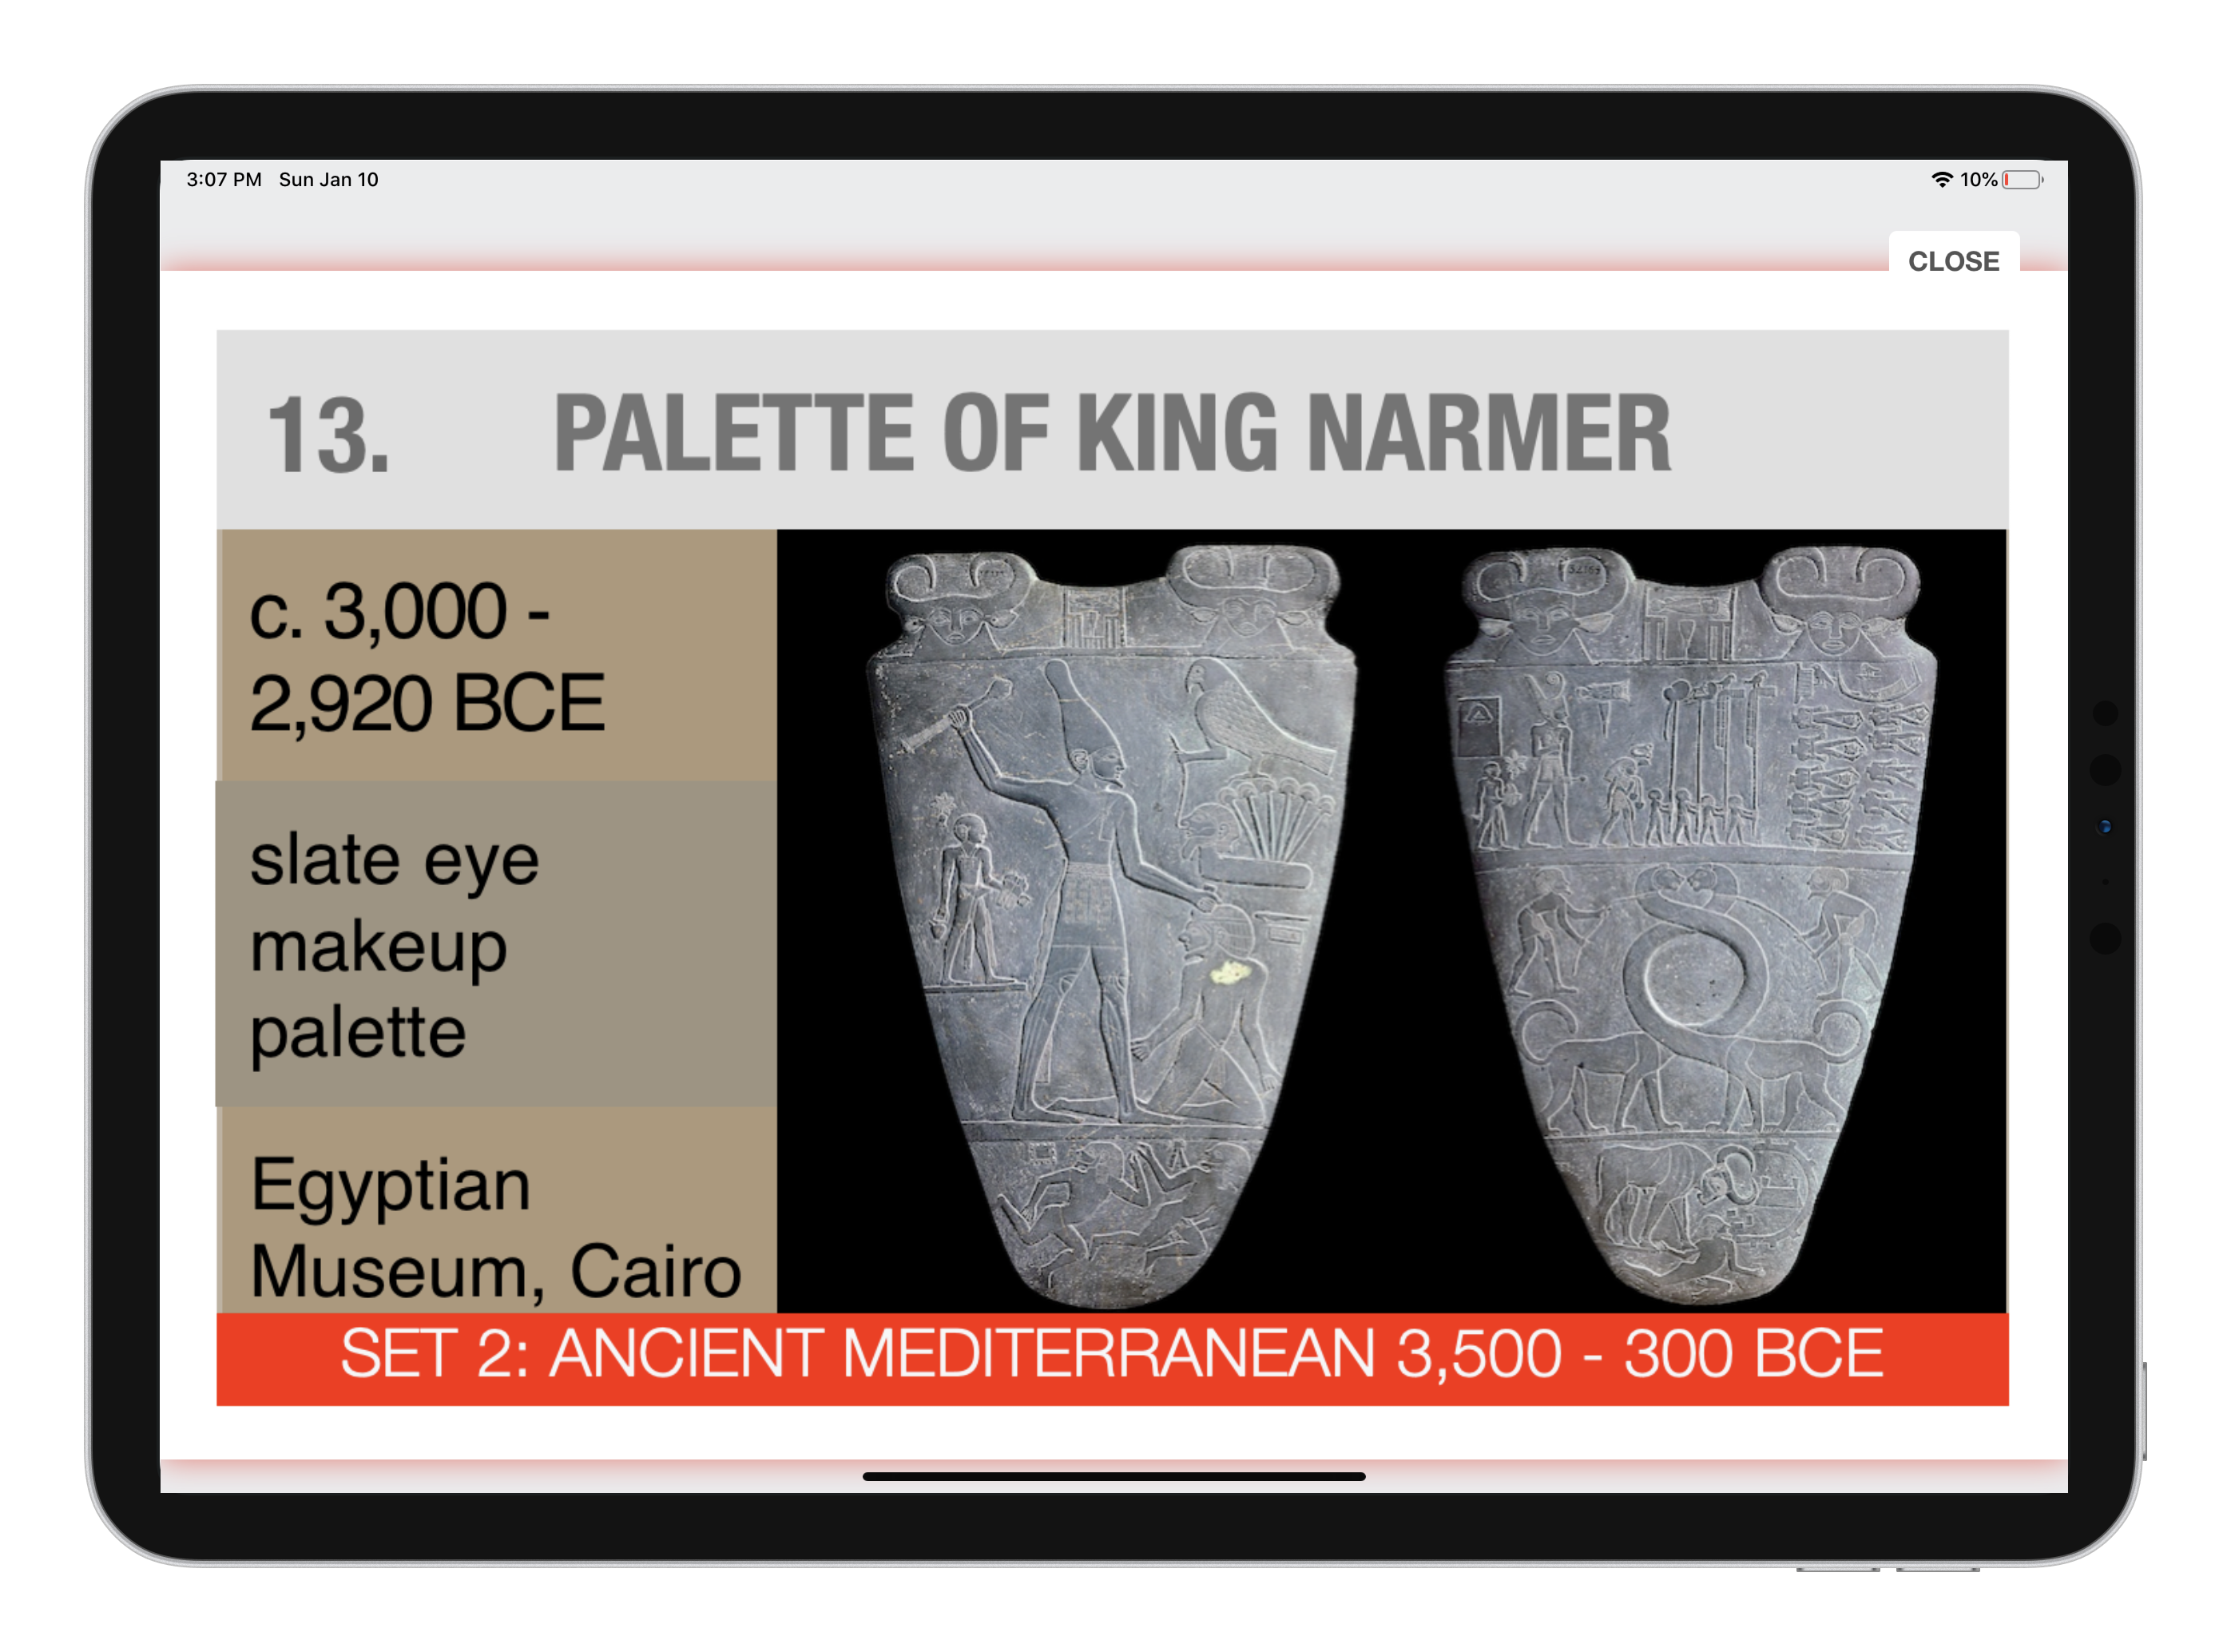 3:07 PM Sun Jan 10
10%
CLOSE
13. PALETTE OF KING NARMER
c. 3,000 -
2,920 BCE
slate eye
makeup
palette
Egyptian
Museum, Cairo
SET 2: ANCIENT MEDITERRANEAN 3,500 - 300 BCE